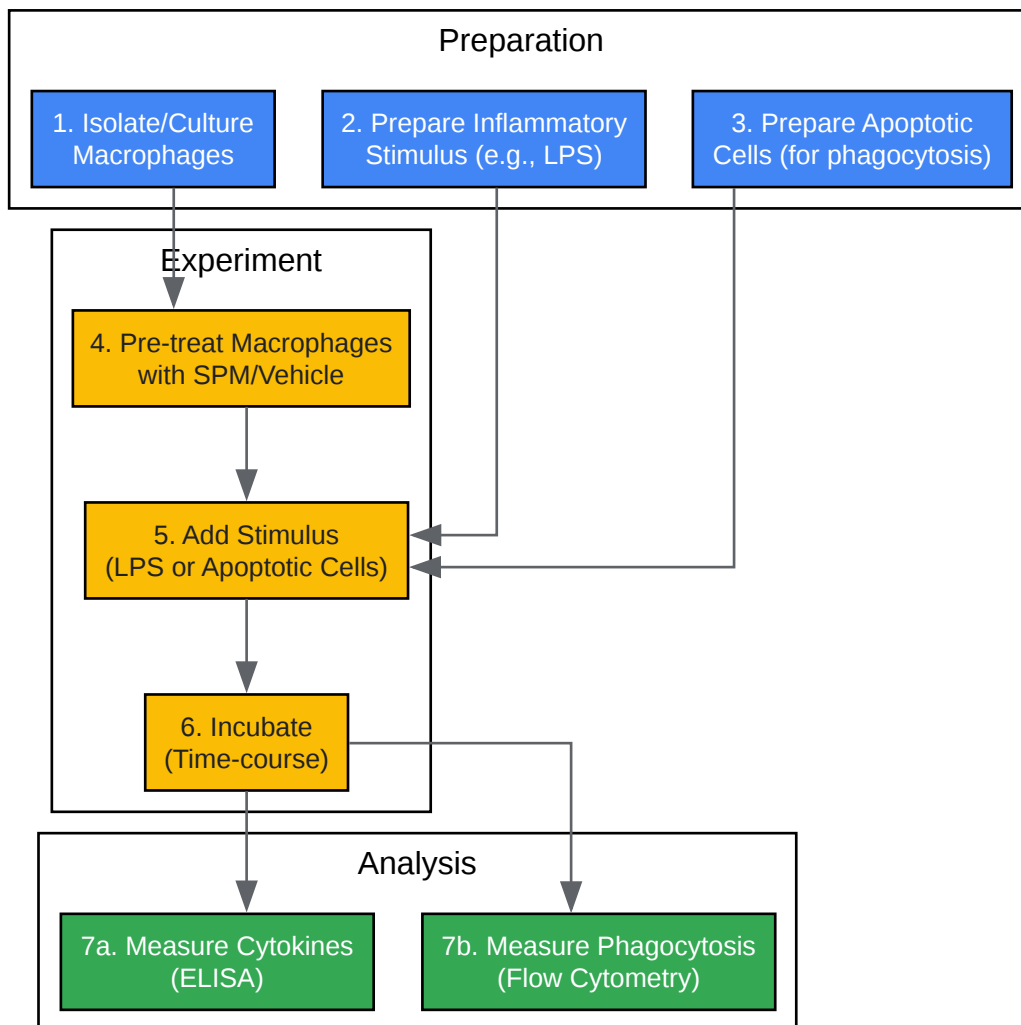 Preparation
1. Isolate/Culture
Macrophages
2. Prepare Inflammatory
Stimulus (e.g., LPS)
3. Prepare Apoptotic
Cells (for phagocytosis)
Experiment
4. Pre-treat Macrophages
with SPM/Vehicle
5. Add Stimulus
(LPS or Apoptotic Cells)
6. Incubate
(Time-course)
Analysis
7a. Measure Cytokines
(ELISA)
7b. Measure Phagocytosis
(Flow Cytometry)